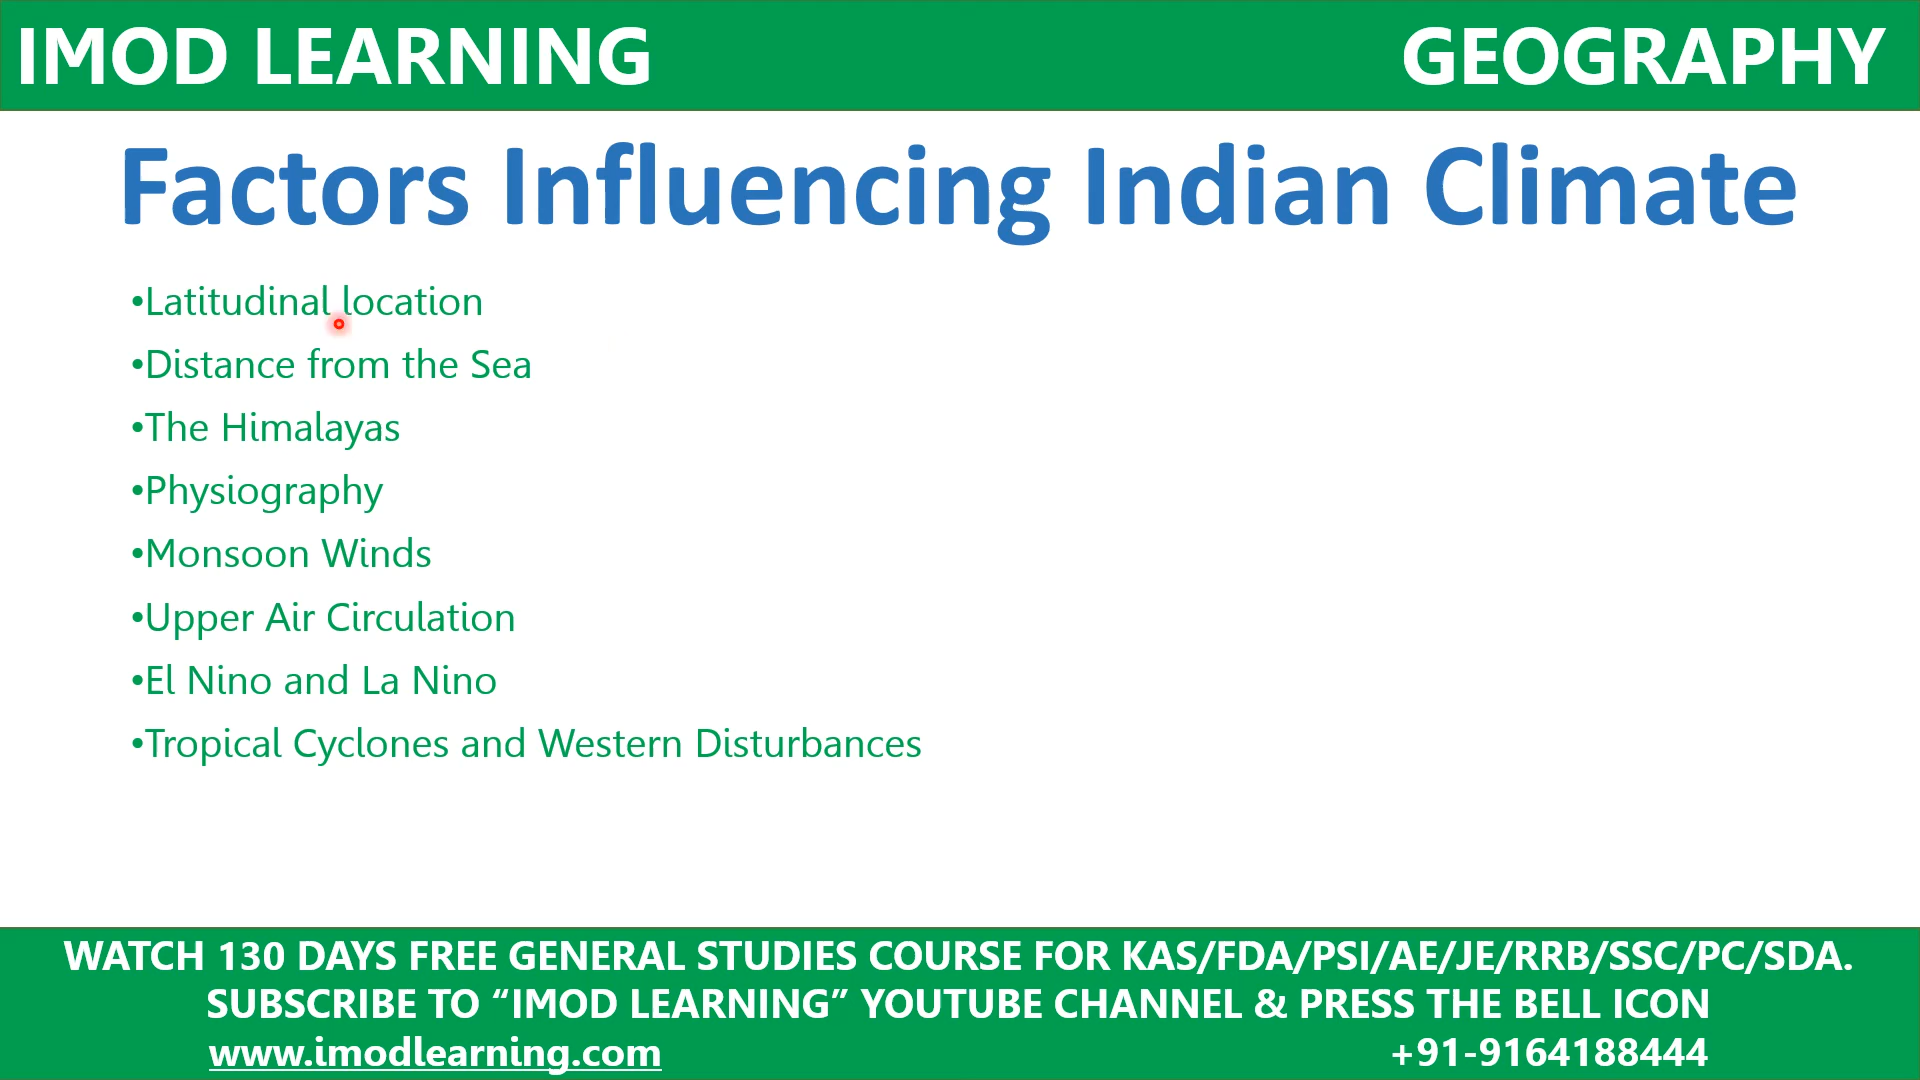 IMOD LEARNING GEOGRAPHY
Factors Influencing Indian Climate
•Latitudinal location
•Distance from the Sea
•The Himalayas
•Physiography
•Monsoon Winds
•Upper Air Circulation
•El Nino and La Nino
•Tropical Cyclones and Western Disturbances
WATCH 130 DAYS FREE GENERAL STUDIES COURSE FOR KAS/FDA/PSI/AE/JE/RRB/SSC/PC/SDA.
SUBSCRIBE TO “IMOD LEARNING” YOUTUBE CHANNEL & PRESS THE BELL ICON
www.imodlearning.com +91-9164188444